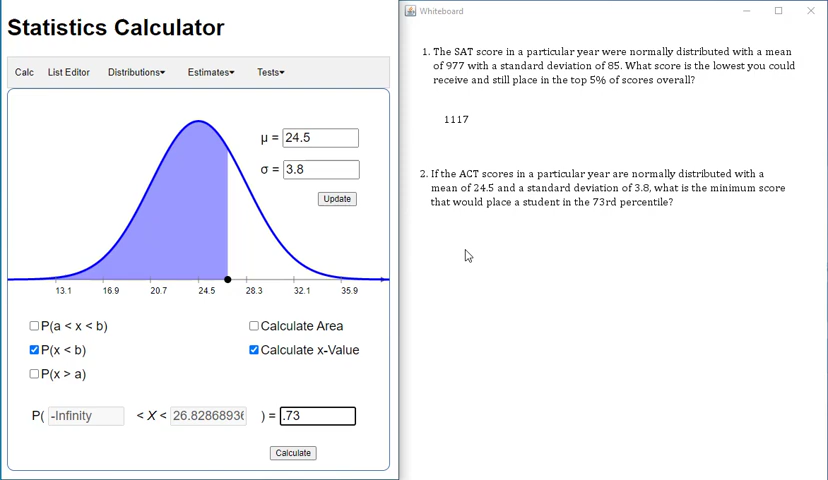 Statistics Calculator
Calc List Editor Distributions▾ Estimates▾ Tests▾
μ = 24.5
σ = 3.8
Update
13.1 16.9 20.7 24.5 28.3 32.1 35.9
P(a < x < b) Calculate Area
P(x < b) Calculate x-Value
P(x > a)
P( -Infinity < X < 26.8286893 ) = .73
Calculate
Whiteboard
1. The SAT score in a particular year were normally distributed with a mean
of 977 with a standard deviation of 85. What score is the lowest you could
receive and still place in the top 5% of scores overall?
1117
2. If the ACT scores in a particular year are normally distributed with a
mean of 24.5 and a standard deviation of 3.8, what is the minimum score
that would place a student in the 73rd percentile?